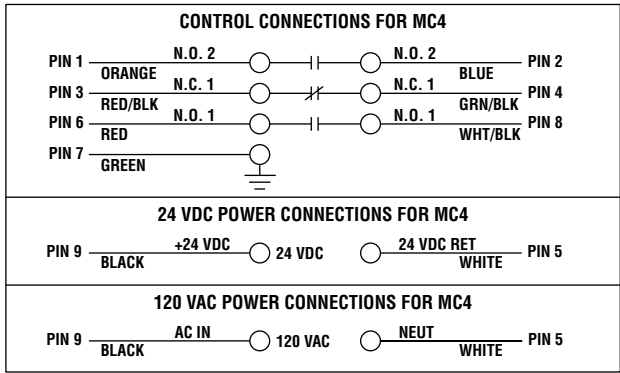 CONTROL CONNECTIONS FOR MC4
PIN 1 N.O. 2 N.O. 2 PIN 2
ORANGE BLUE
PIN 3 N.C. 1 N.C. 1 PIN 4
RED/BLK GRN/BLK
PIN 6 N.O. 1 N.O. 1 PIN 8
RED WHT/BLK
PIN 7
GREEN
24 VDC POWER CONNECTIONS FOR MC4
PIN 9 +24 VDC 24 VDC 24 VDC RET PIN 5
BLACK WHITE
120 VAC POWER CONNECTIONS FOR MC4
PIN 9 AC IN 120 VAC NEUT PIN 5
BLACK WHITE